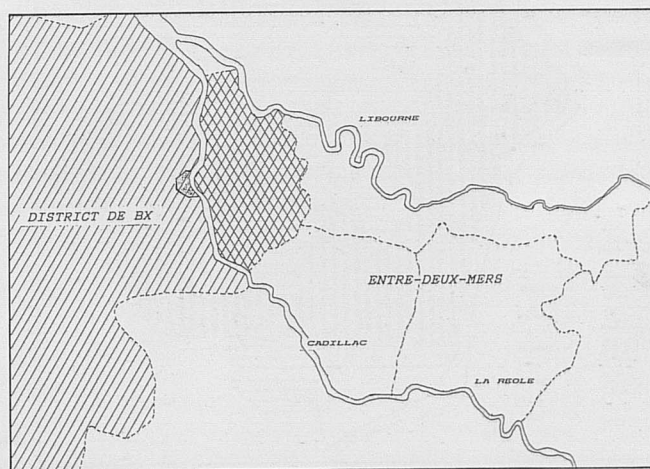 LIBOURNE
DISTRICT DE BX
ENTRE-DEUX-MERS
CADILLAC
LA REOLE